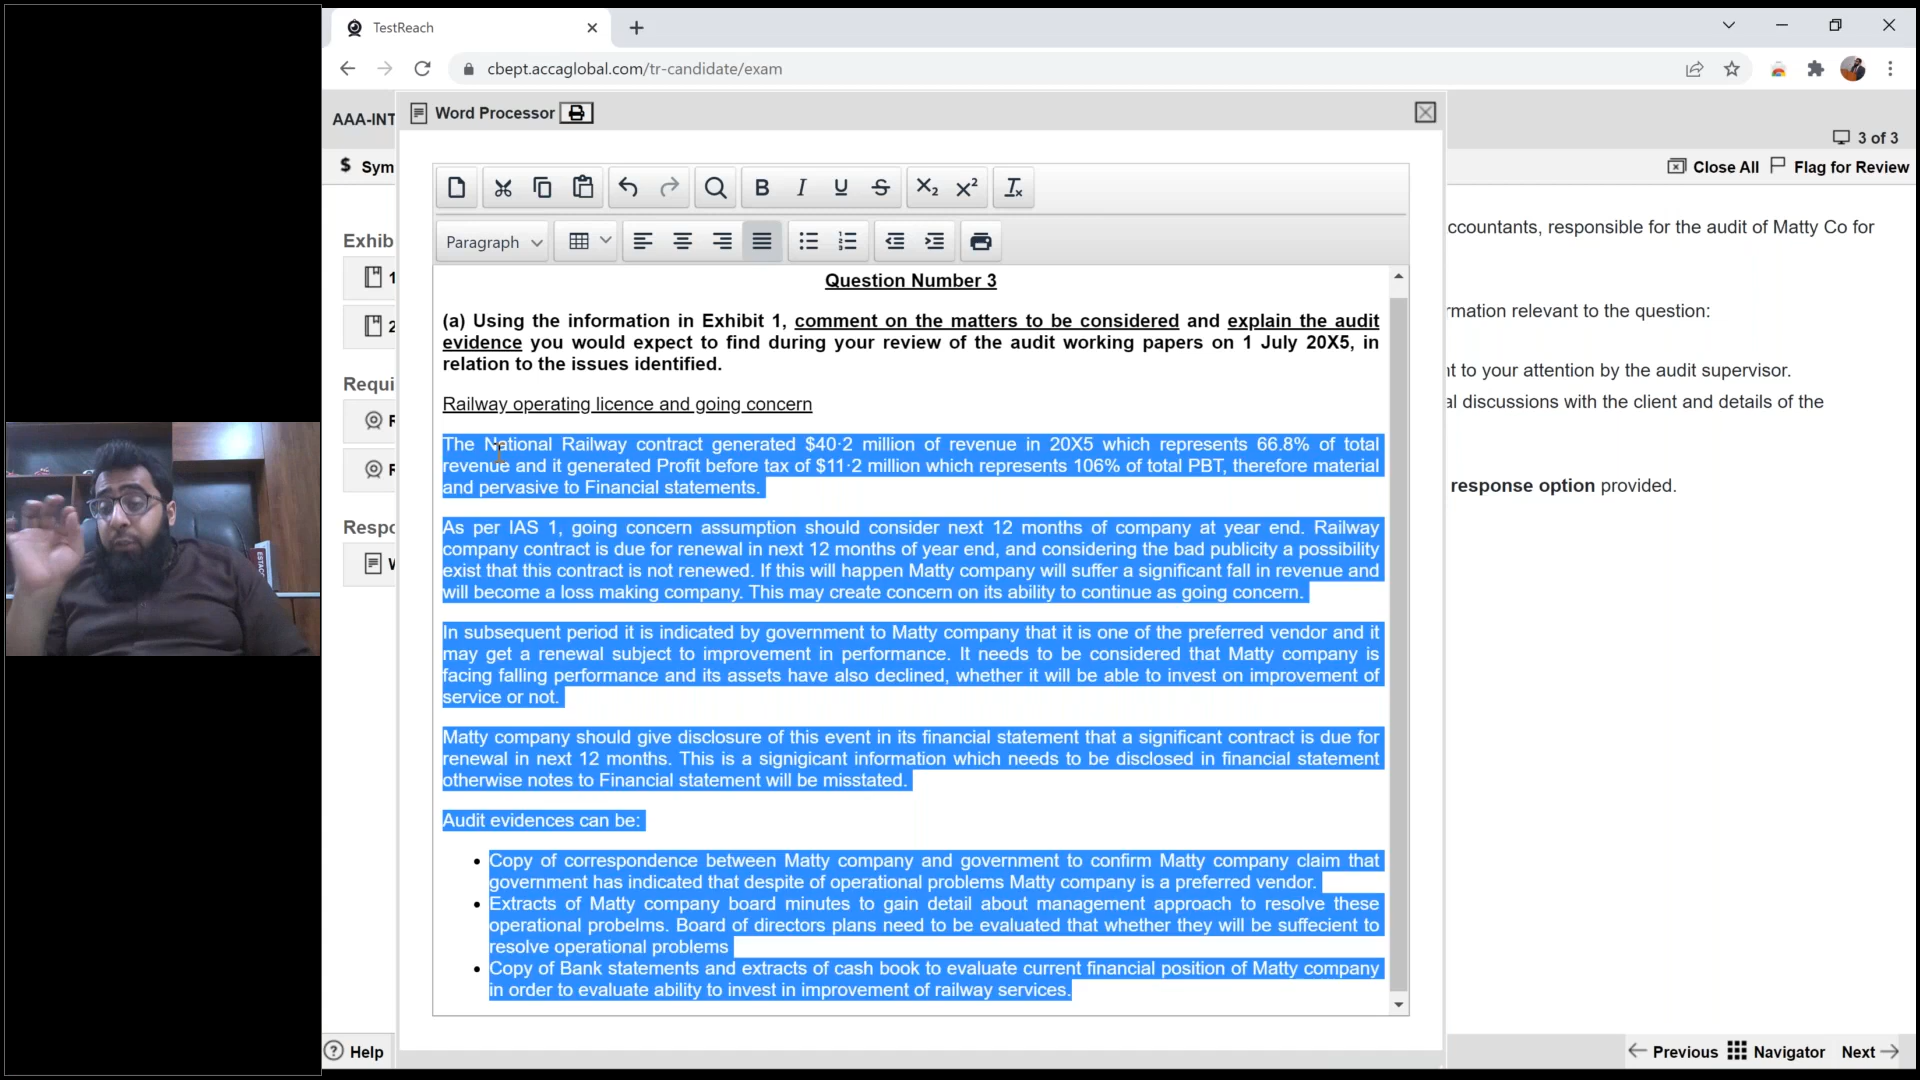 TestReach
cbept.accaglobal.com/tr-candidate/exam
AAA-INT
Word Processor
3 of 3
$ Sym
Close All
Flag for Review
Paragraph
Exhib
1
2
Requi
R
R
Respo
W
Question Number 3
(a) Using the information in Exhibit 1, comment on the matters to be considered and explain the audit
evidence you would expect to find during your review of the audit working papers on 1 July 20X5, in
relation to the issues identified.
Railway operating licence and going concern
The National Railway contract generated $40·2 million of revenue in 20X5 which represents 66.8% of total
revenue and it generated Profit before tax of $11·2 million which represents 106% of total PBT, therefore material
and pervasive to Financial statements.
As per IAS 1, going concern assumption should consider next 12 months of company at year end. Railway
company contract is due for renewal in next 12 months of year end, and considering the bad publicity a possibility
exist that this contract is not renewed. If this will happen Matty company will suffer a significant fall in revenue and
will become a loss making company. This may create concern on its ability to continue as going concern.
In subsequent period it is indicated by government to Matty company that it is one of the preferred vendor and it
may get a renewal subject to improvement in performance. It needs to be considered that Matty company is
facing falling performance and its assets have also declined, whether it will be able to invest on improvement of
service or not.
Matty company should give disclosure of this event in its financial statement that a significant contract is due for
renewal in next 12 months. This is a signigicant information which needs to be disclosed in financial statement
otherwise notes to Financial statement will be misstated.
Audit evidences can be:
Copy of correspondence between Matty company and government to confirm Matty company claim that
government has indicated that despite of operational problems Matty company is a preferred vendor.
Extracts of Matty company board minutes to gain detail about management approach to resolve these
operational probelms. Board of directors plans need to be evaluated that whether they will be suffecient to
resolve operational problems
Copy of Bank statements and extracts of cash book to evaluate current financial position of Matty company
in order to evaluate ability to invest in improvement of railway services.
ccountants, responsible for the audit of Matty Co for
rmation relevant to the question:
nt to your attention by the audit supervisor.
al discussions with the client and details of the
response option provided.
Help
Previous
Navigator
Next